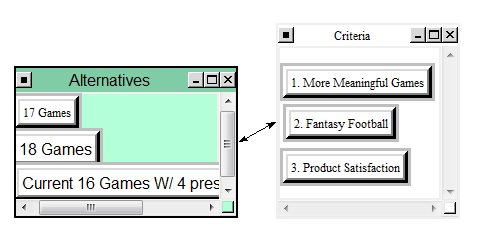 Alternatives
17 Games
18 Games
Current 16 Games W/ 4 pres
Criteria
1. More Meaningful Games
2. Fantasy Football
3. Product Satisfaction